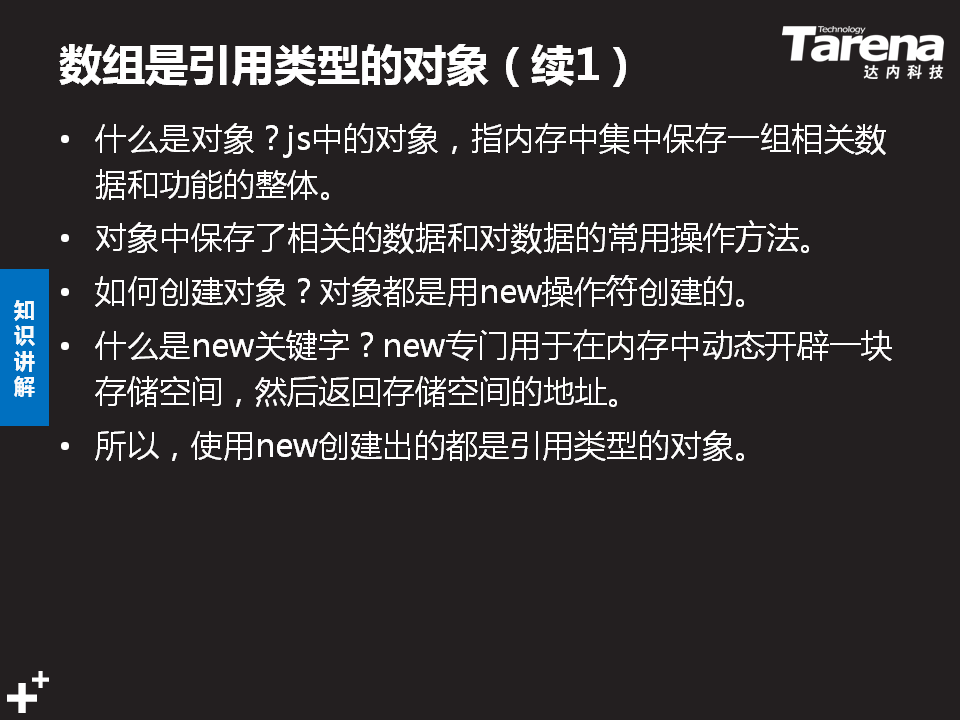 数组是引用类型的对象（续1）
Technology
Tarena
达内科技
• 什么是对象？js中的对象，指内存中集中保存一组相关数
据和功能的整体。
• 对象中保存了相关的数据和对数据的常用操作方法。
• 如何创建对象？对象都是用new操作符创建的。
• 什么是new关键字？new专门用于在内存中动态开辟一块
存储空间，然后返回存储空间的地址。
• 所以，使用new创建出的都是引用类型的对象。
知
识
讲
解